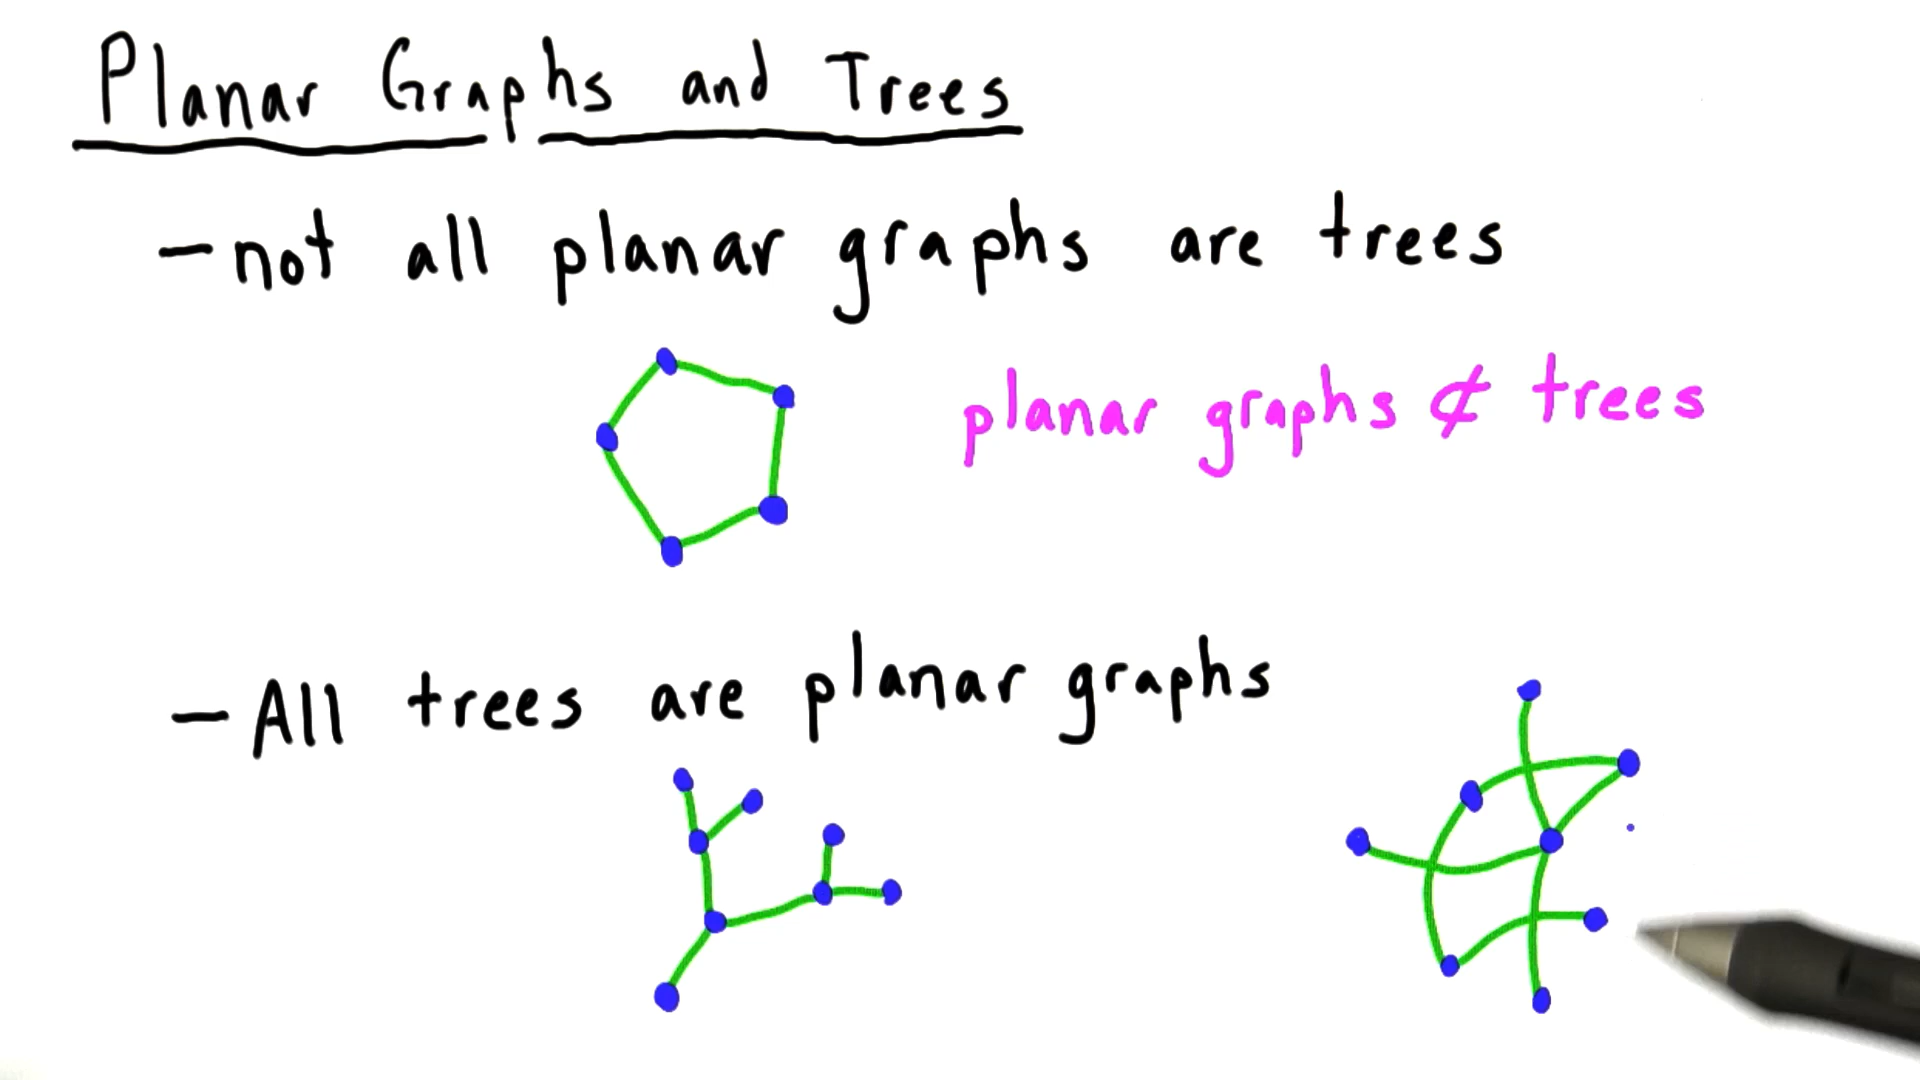 Planar Graphs and Trees
- not all planar graphs are trees
planar graphs ⊄ trees
- All trees are planar graphs